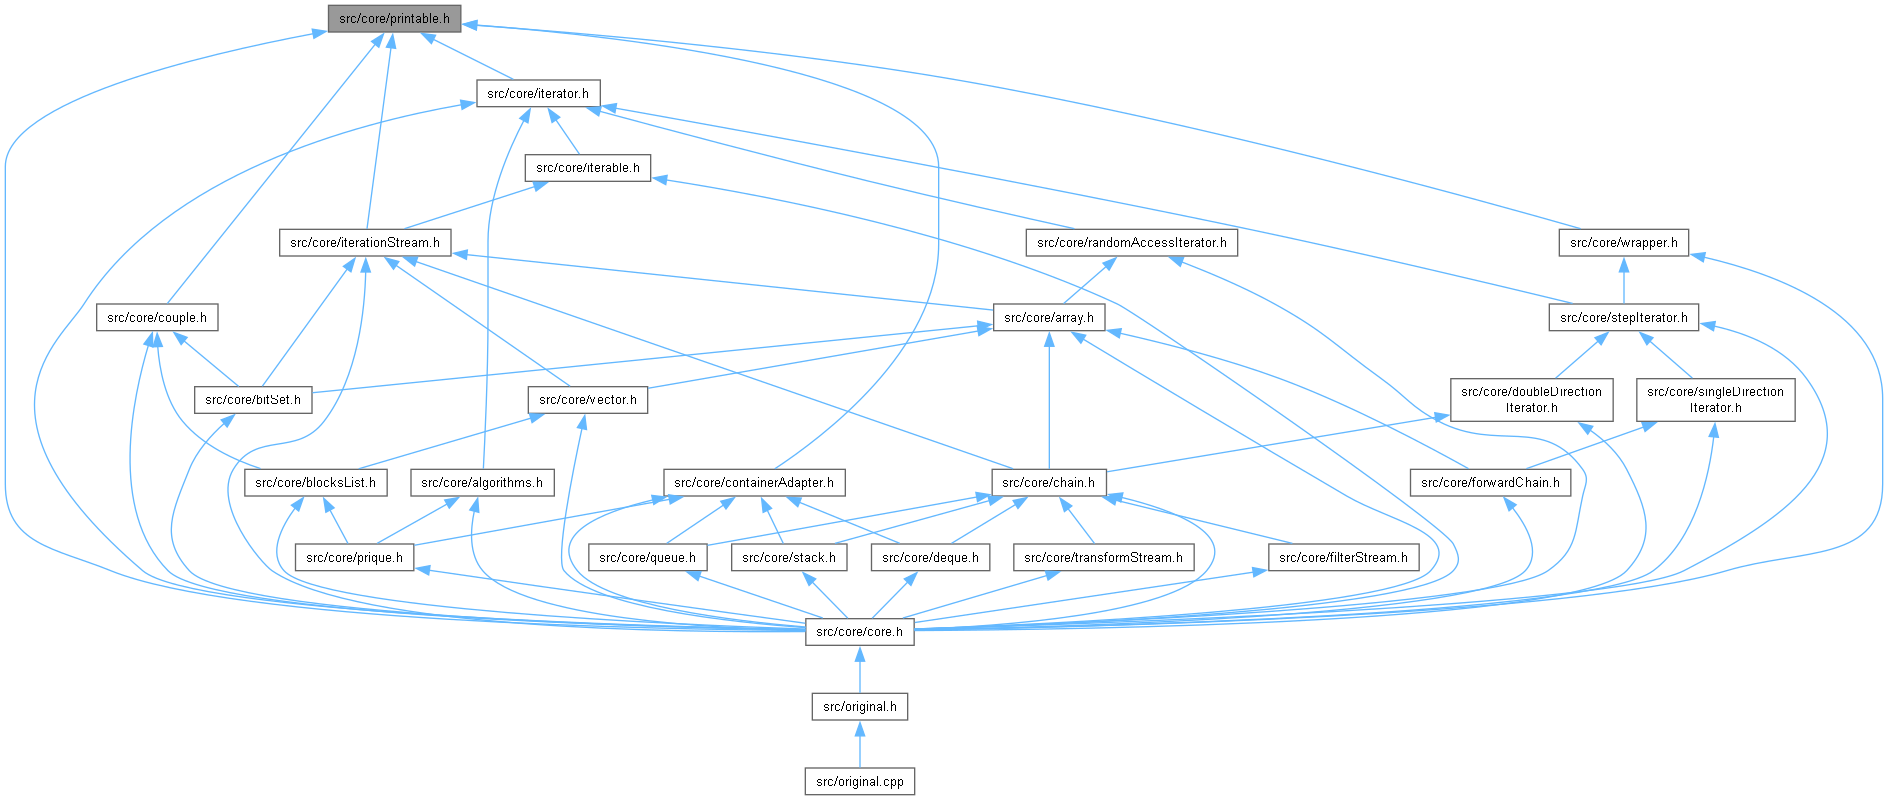 src/core/printable.h
src/core/iterator.h
src/core/iterable.h
src/core/iterationStream.h
src/core/randomAccessIterator.h
src/core/wrapper.h
src/core/couple.h
src/core/array.h
src/core/stepIterator.h
src/core/bitSet.h
src/core/vector.h
src/core/doubleDirection
Iterator.h
src/core/singleDirection
Iterator.h
src/core/blocksList.h
src/core/algorithms.h
src/core/containerAdapter.h
src/core/chain.h
src/core/forwardChain.h
src/core/prique.h
src/core/queue.h
src/core/stack.h
src/core/deque.h
src/core/transformStream.h
src/core/filterStream.h
src/core/core.h
src/original.h
src/original.cpp